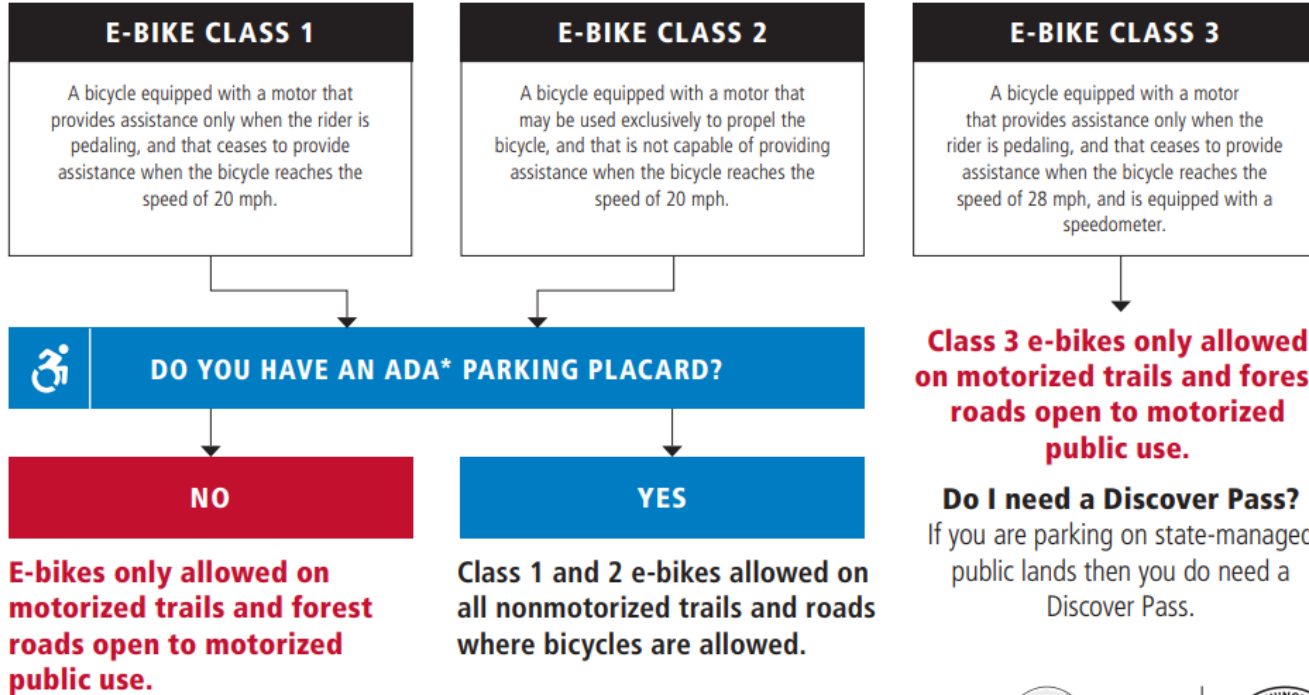 E-BIKE CLASS 1
A bicycle equipped with a motor that
provides assistance only when the rider is
pedaling, and that ceases to provide
assistance when the bicycle reaches the
speed of 20 mph.
E-BIKE CLASS 2
A bicycle equipped with a motor that
may be used exclusively to propel the
bicycle, and that is not capable of providing
assistance when the bicycle reaches the
speed of 20 mph.
E-BIKE CLASS 3
A bicycle equipped with a motor
that provides assistance only when the
rider is pedaling, and that ceases to provide
assistance when the bicycle reaches the
speed of 28 mph, and is equipped with a
speedometer.
DO YOU HAVE AN ADA* PARKING PLACARD?
NO
E-bikes only allowed on
motorized trails and forest
roads open to motorized
public use.
YES
Class 1 and 2 e-bikes allowed on
all nonmotorized trails and roads
where bicycles are allowed.
Class 3 e-bikes only allowed
on motorized trails and fores
roads open to motorized
public use.
Do I need a Discover Pass?
If you are parking on state-managed
public lands then you do need a
Discover Pass.